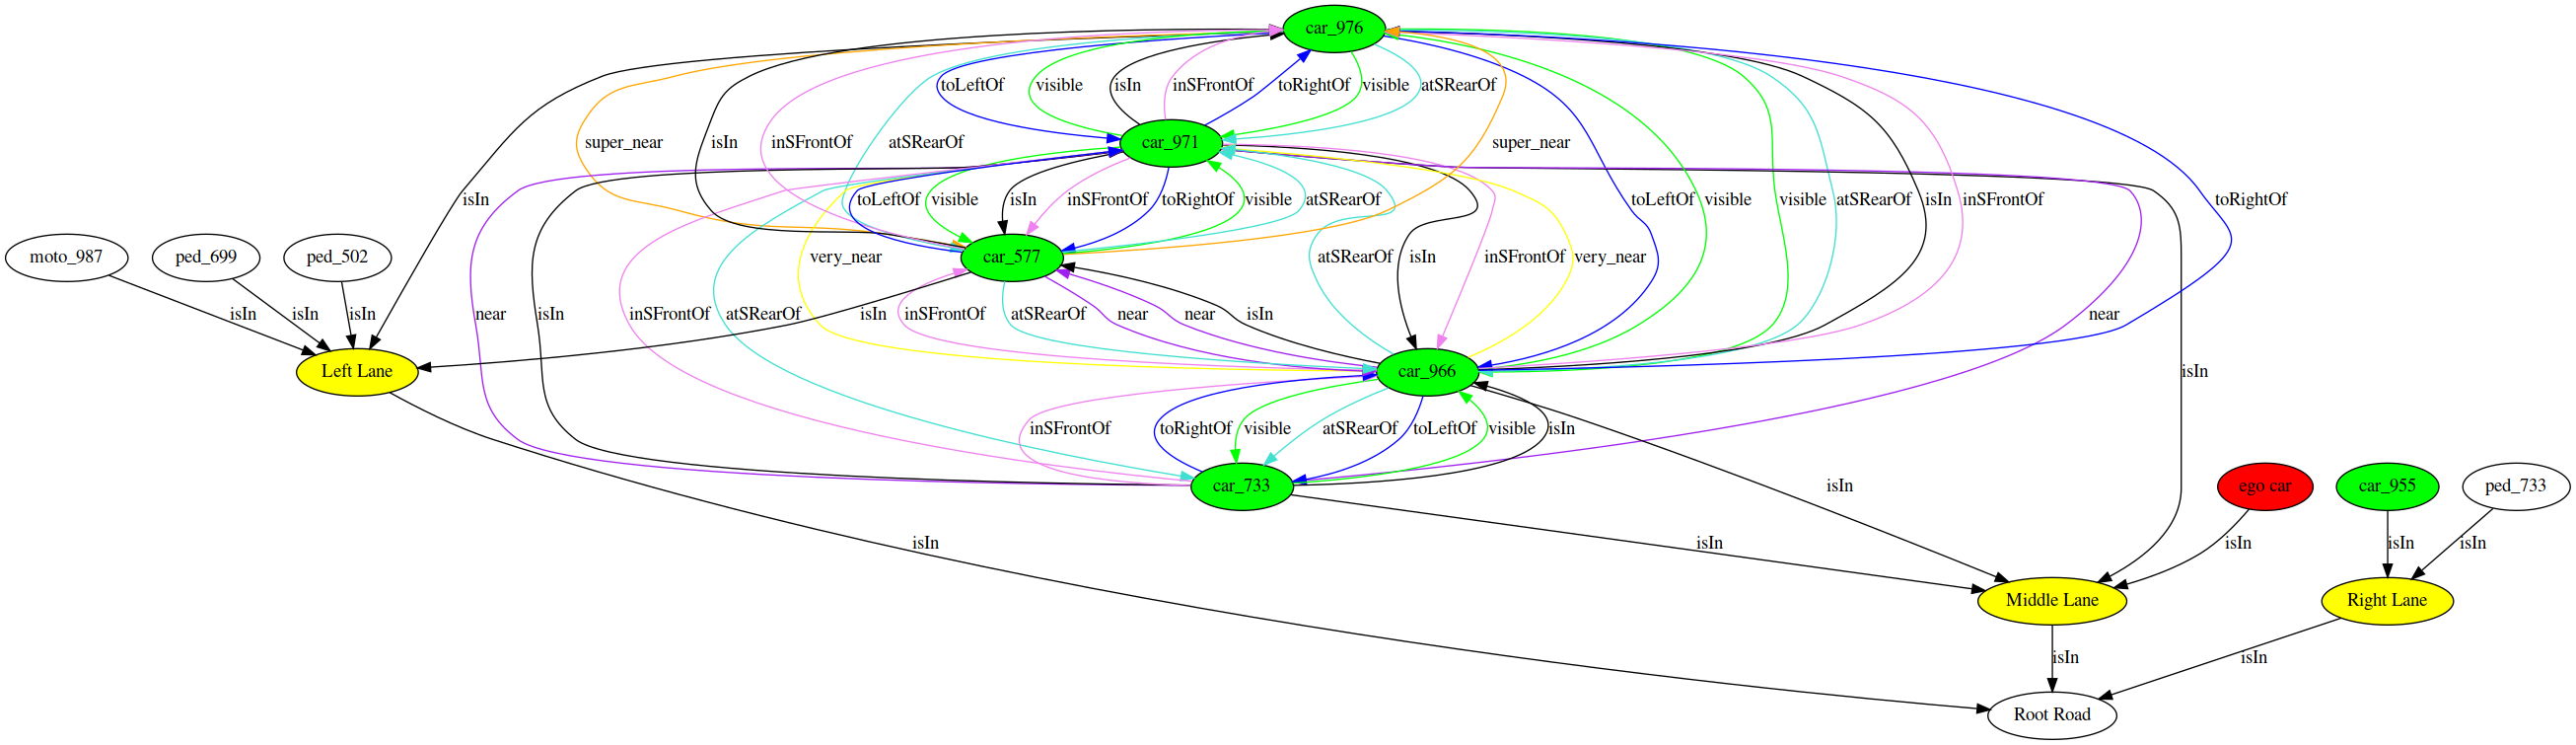 car_976
toLeftOf visible isIn inSFrontOf toRightOf visible atSRearOf
super_near isIn inSFrontOf atSRearOf car_971 super_near
isIn toLeftOf visible isIn inSFrontOf toRightOf visible atSRearOf toLeftOf visible visible atSRearOf isIn inSFrontOf toRightOf
moto_987 ped_699 ped_502 very_near car_577 atSRearOf isIn inSFrontOf very_near
isIn isIn isIn near isIn inSFrontOf atSRearOf isIn inSFrontOf atSRearOf near near isIn near
Left Lane car_966 isIn
inSFrontOf toRightOf visible atSRearOf toLeftOf visible isIn
car_733 isIn ego car car_955 ped_733
isIn isIn isIn isIn isIn
Middle Lane Right Lane
isIn isIn
Root Road